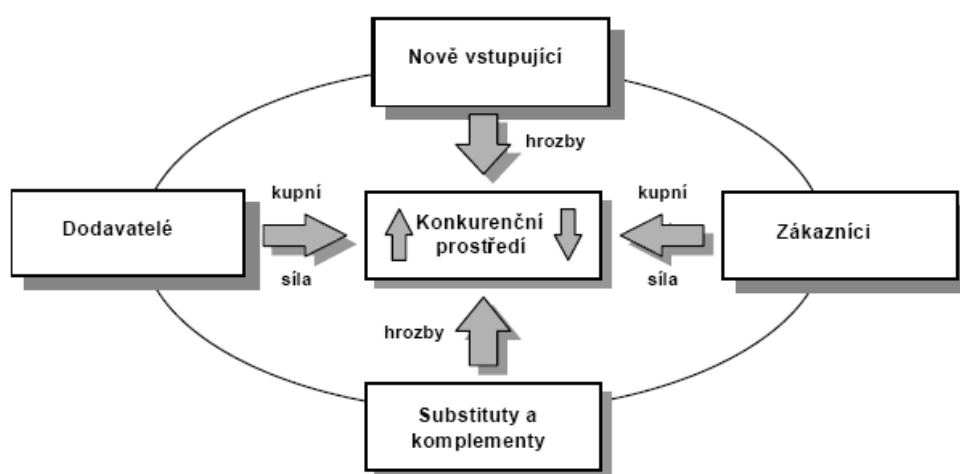 Nově vstupující
hrozby
kupní
Dodavatelé
síla
Konkurenční
prostředí
kupní
Zákazníci
síla
hrozby
Substituty a
komplementy